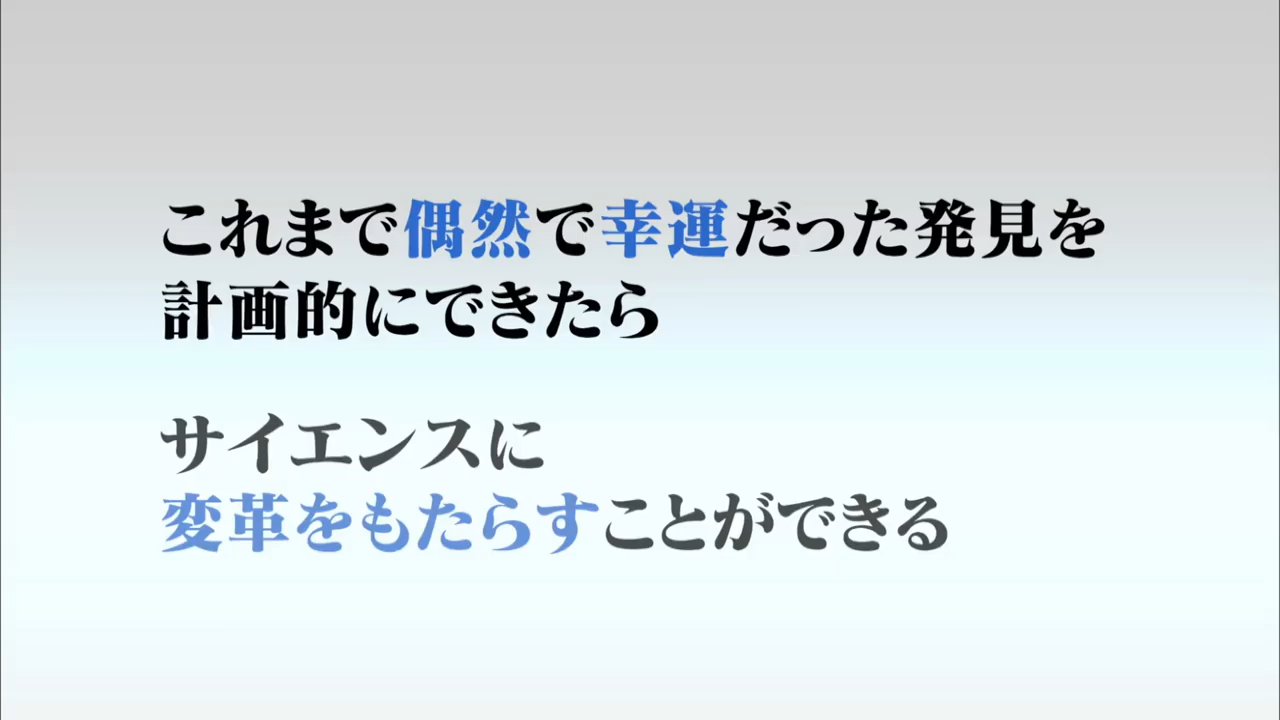 これまで偶然で幸運だった発見を
計画的にできたら
サイエンスに
変革をもたらすことができる